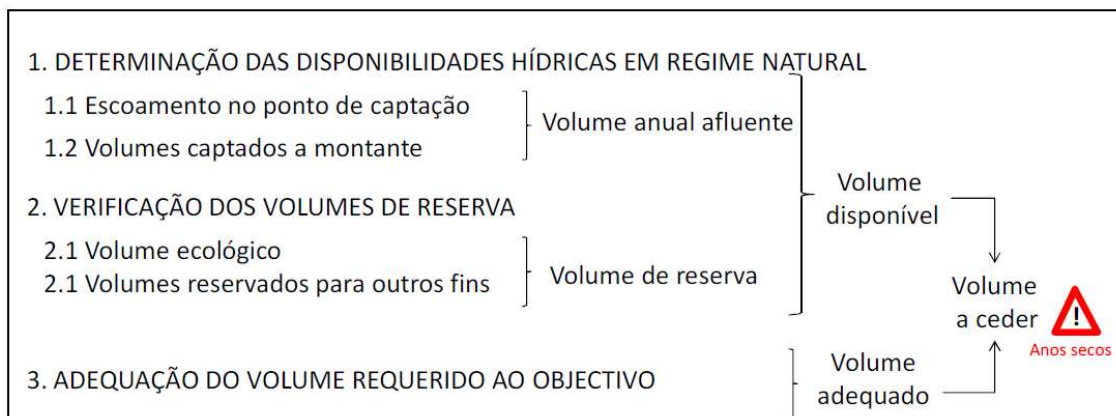 1. DETERMINAÇÃO DAS DISPONIBILIDADES HÍDRICAS EM REGIME NATURAL
1.1 Escoamento no ponto de captação
1.2 Volumes captados a montante
Volume anual afluente
2. VERIFICAÇÃO DOS VOLUMES DE RESERVA
2.1 Volume ecológico
2.1 Volumes reservados para outros fins
Volume de reserva
Volume
disponível
3. ADEQUAÇÃO DO VOLUME REQUERIDO AO OBJECTIVO
Volume
adequado
Volume
a ceder
!
Anos secos